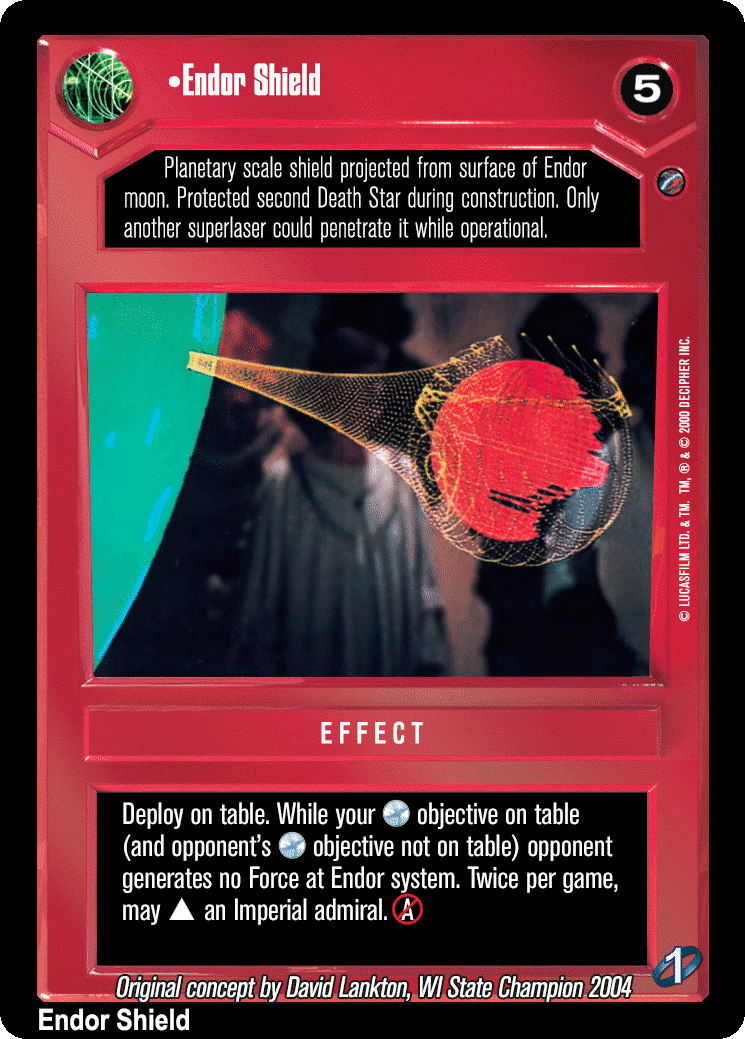 •Endor Shield
5
Planetary scale shield projected from surface of Endor
moon. Protected second Death Star during construction. Only
another superlaser could penetrate it while operational.
© LUCASFILM LTD. & TM. TM, ® & © 2000 DECIPHER INC.
EFFECT
Deploy on table. While your objective on table
(and opponent's objective not on table) opponent
generates no Force at Endor system. Twice per game,
may ▲ an Imperial admiral. A
1
Original concept by David Lankton, WI State Champion 2004
Endor Shield